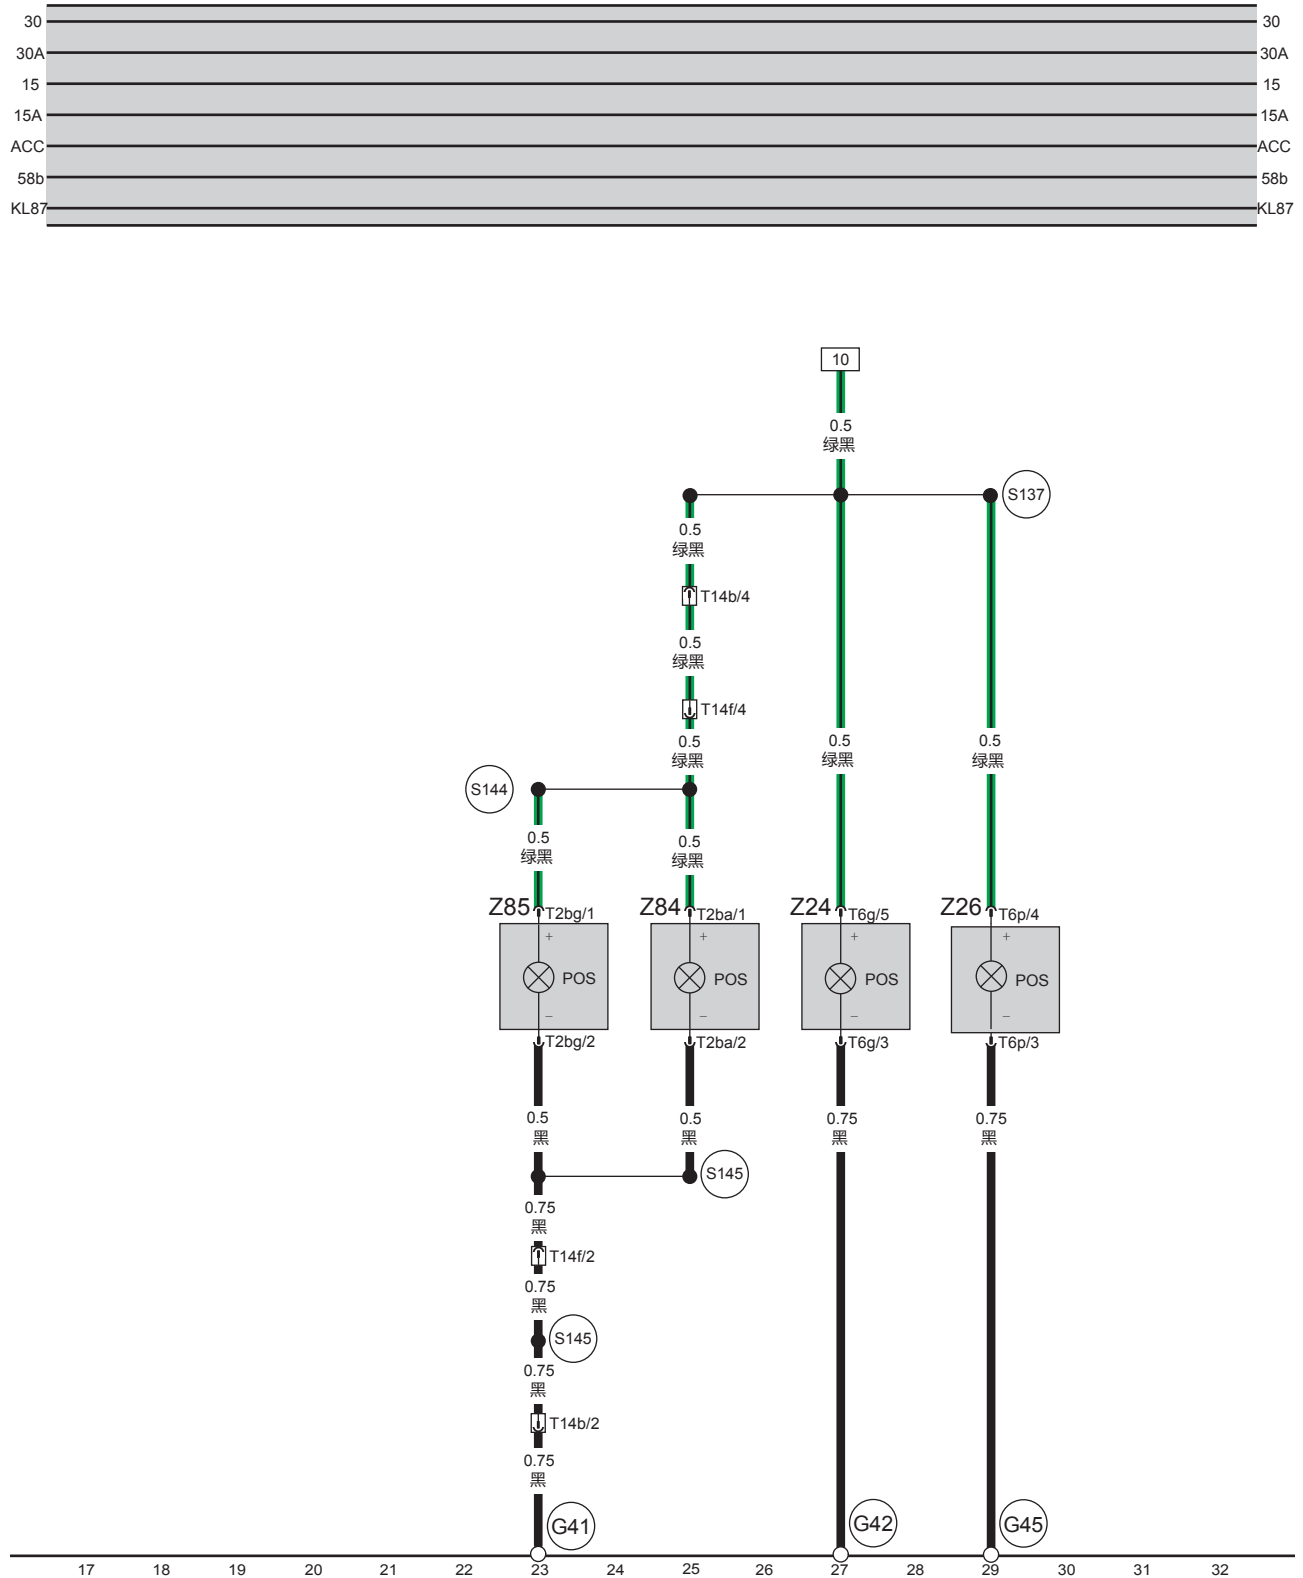 30 30
30A 30A
15 15
15A 15A
ACC ACC
58b 58b
KL87 KL87
10
0.5
绿黑
S137
0.5
绿黑
T14b/4
0.5
绿黑
T14f/4
0.5 0.5 0.5
绿黑 绿黑 绿黑
S144
0.5 0.5
绿黑 绿黑
Z85 T2bg/1 Z84 T2ba/1 Z24 T6g/5 Z26 T6p/4
+ + + +
POS POS POS POS
− − − −
T2bg/2 T2ba/2 T6g/3 T6p/3
0.5 0.5 0.75 0.75
黑 黑 黑 黑
S145
0.75
黑
T14f/2
0.75
黑
S145
0.75
黑
T14b/2
0.75
黑
G41 G42 G45
17 18 19 20 21 22 23 24 25 26 27 28 29 30 31 32